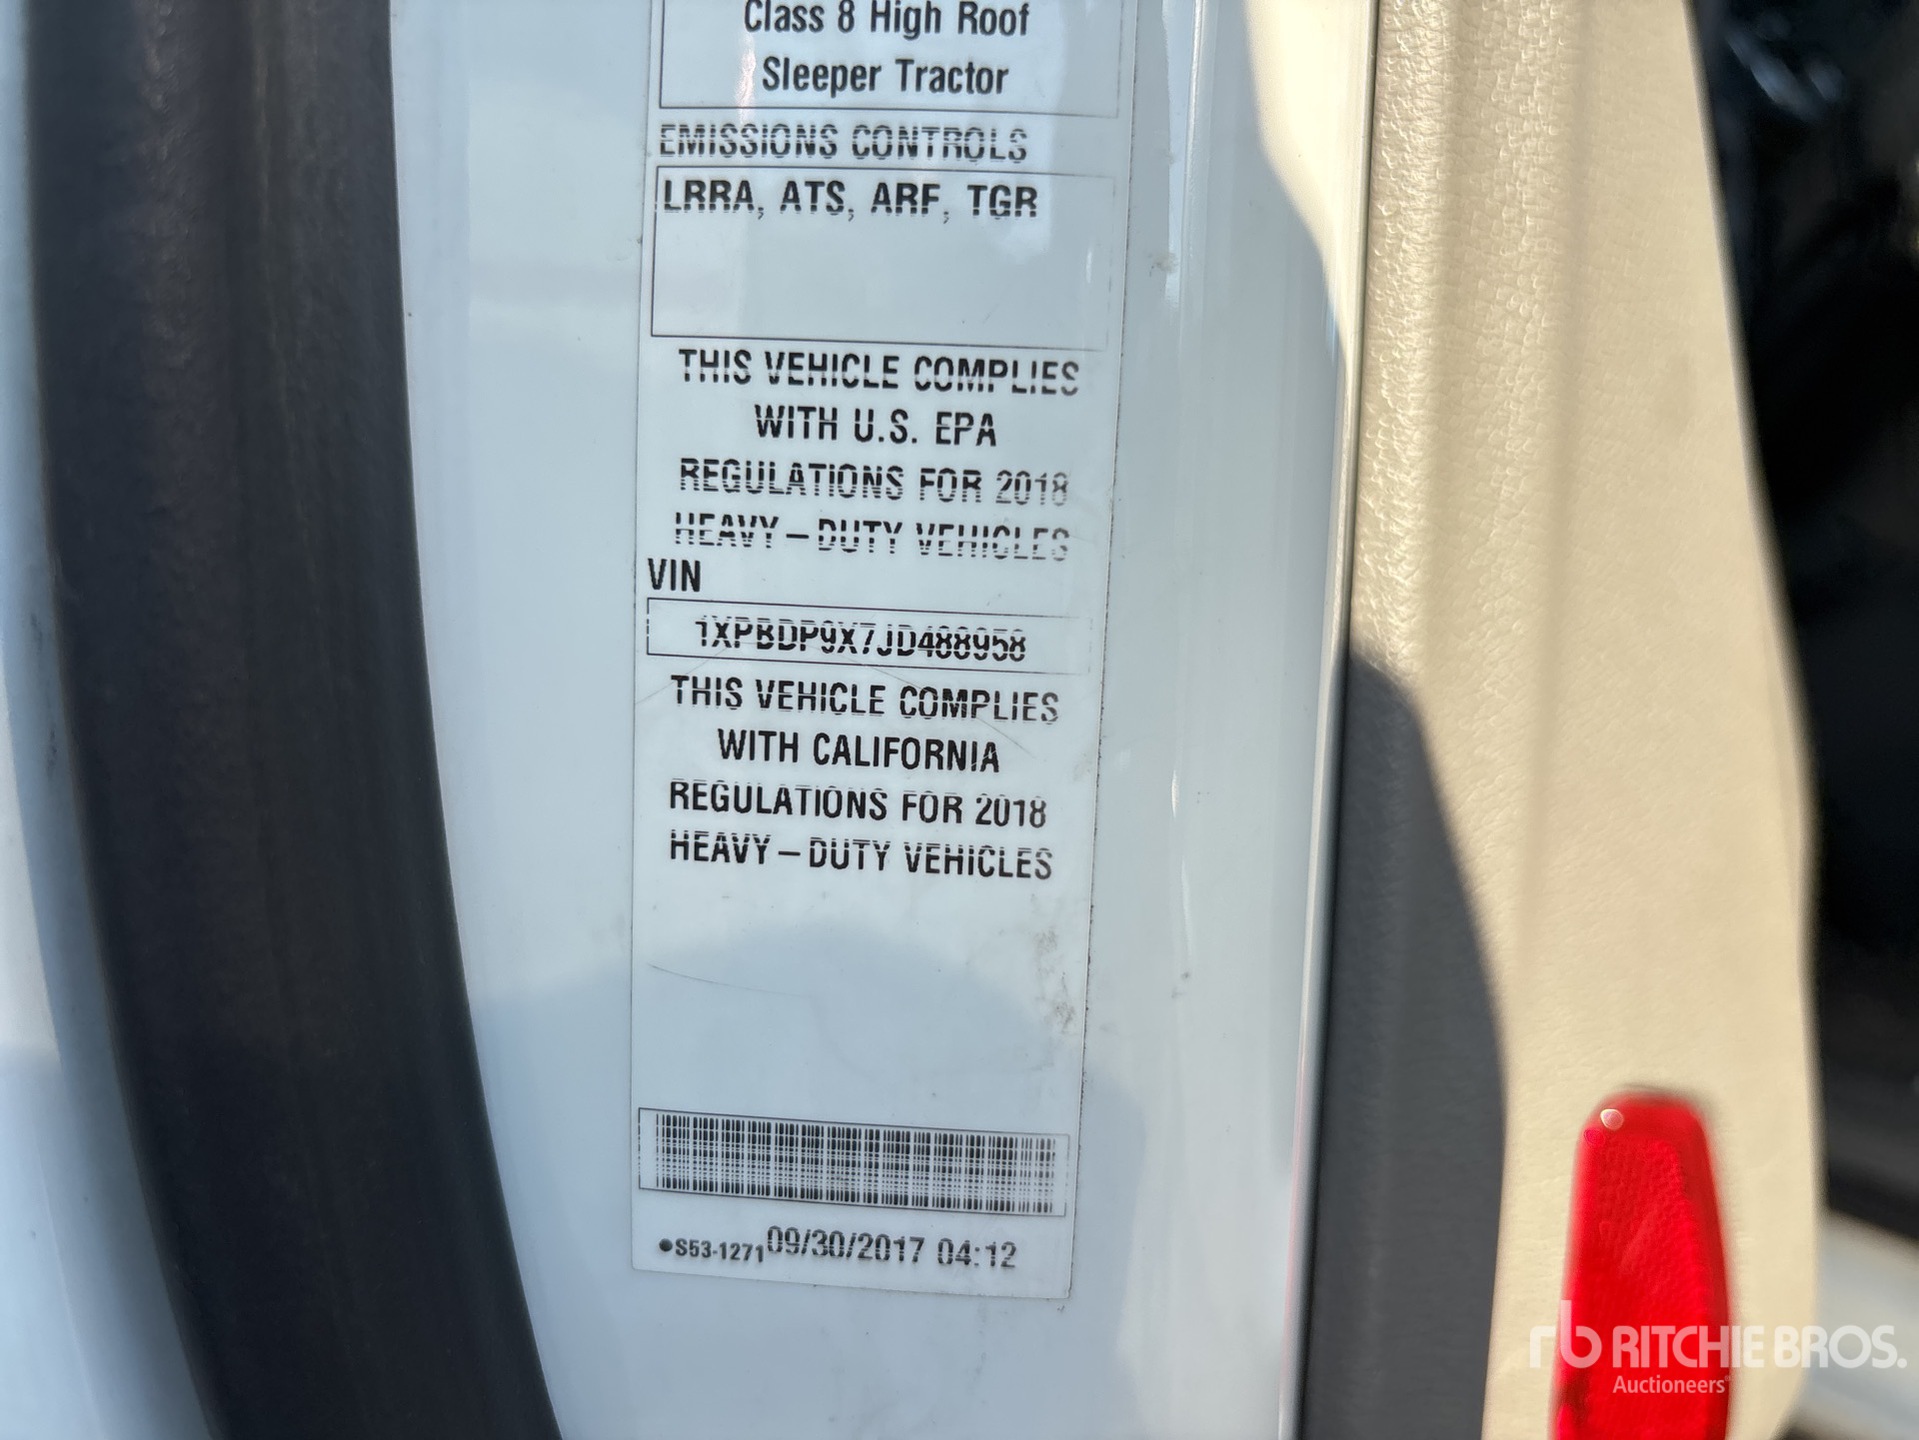 Class 8 High Roof
Sleeper Tractor
EMISSIONS CONTROLS
LRRA, ATS, ARF, TGR
THIS VEHICLE COMPLIES
WITH U.S. EPA
REGULATIONS FOR 2018
HEAVY–DUTY VEHICLES
VIN
1XPBDP9X7JD488958
THIS VEHICLE COMPLIES
WITH CALIFORNIA
REGULATIONS FOR 2018
HEAVY–DUTY VEHICLES
●S53-1271 09/30/2017 04:12
rb RITCHIE BROS.
Auctioneers®